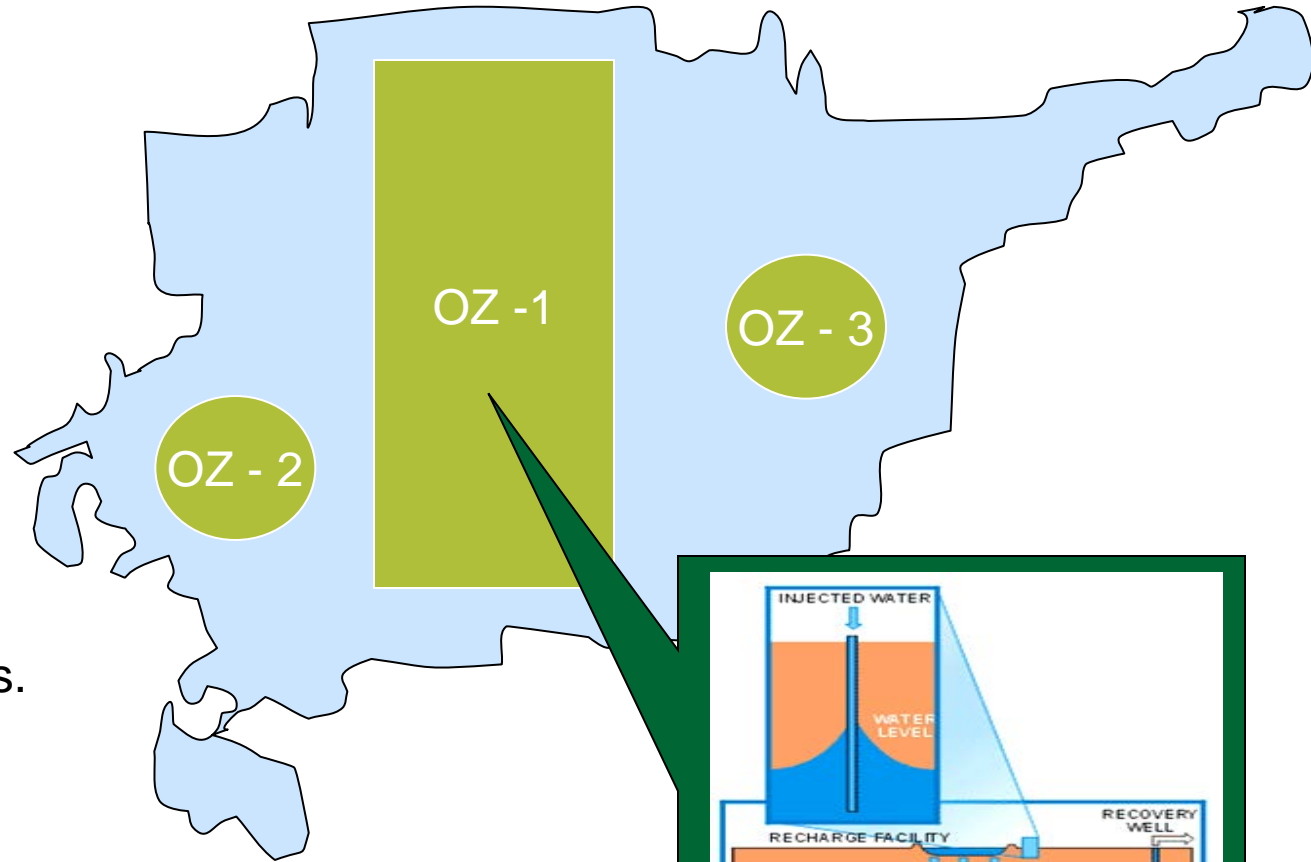 OZ -1
OZ - 3
OZ - 2
s.
INJECTED WATER
WATER
LEVEL
RECOVERY
WELL
RECHARGE FACILITY